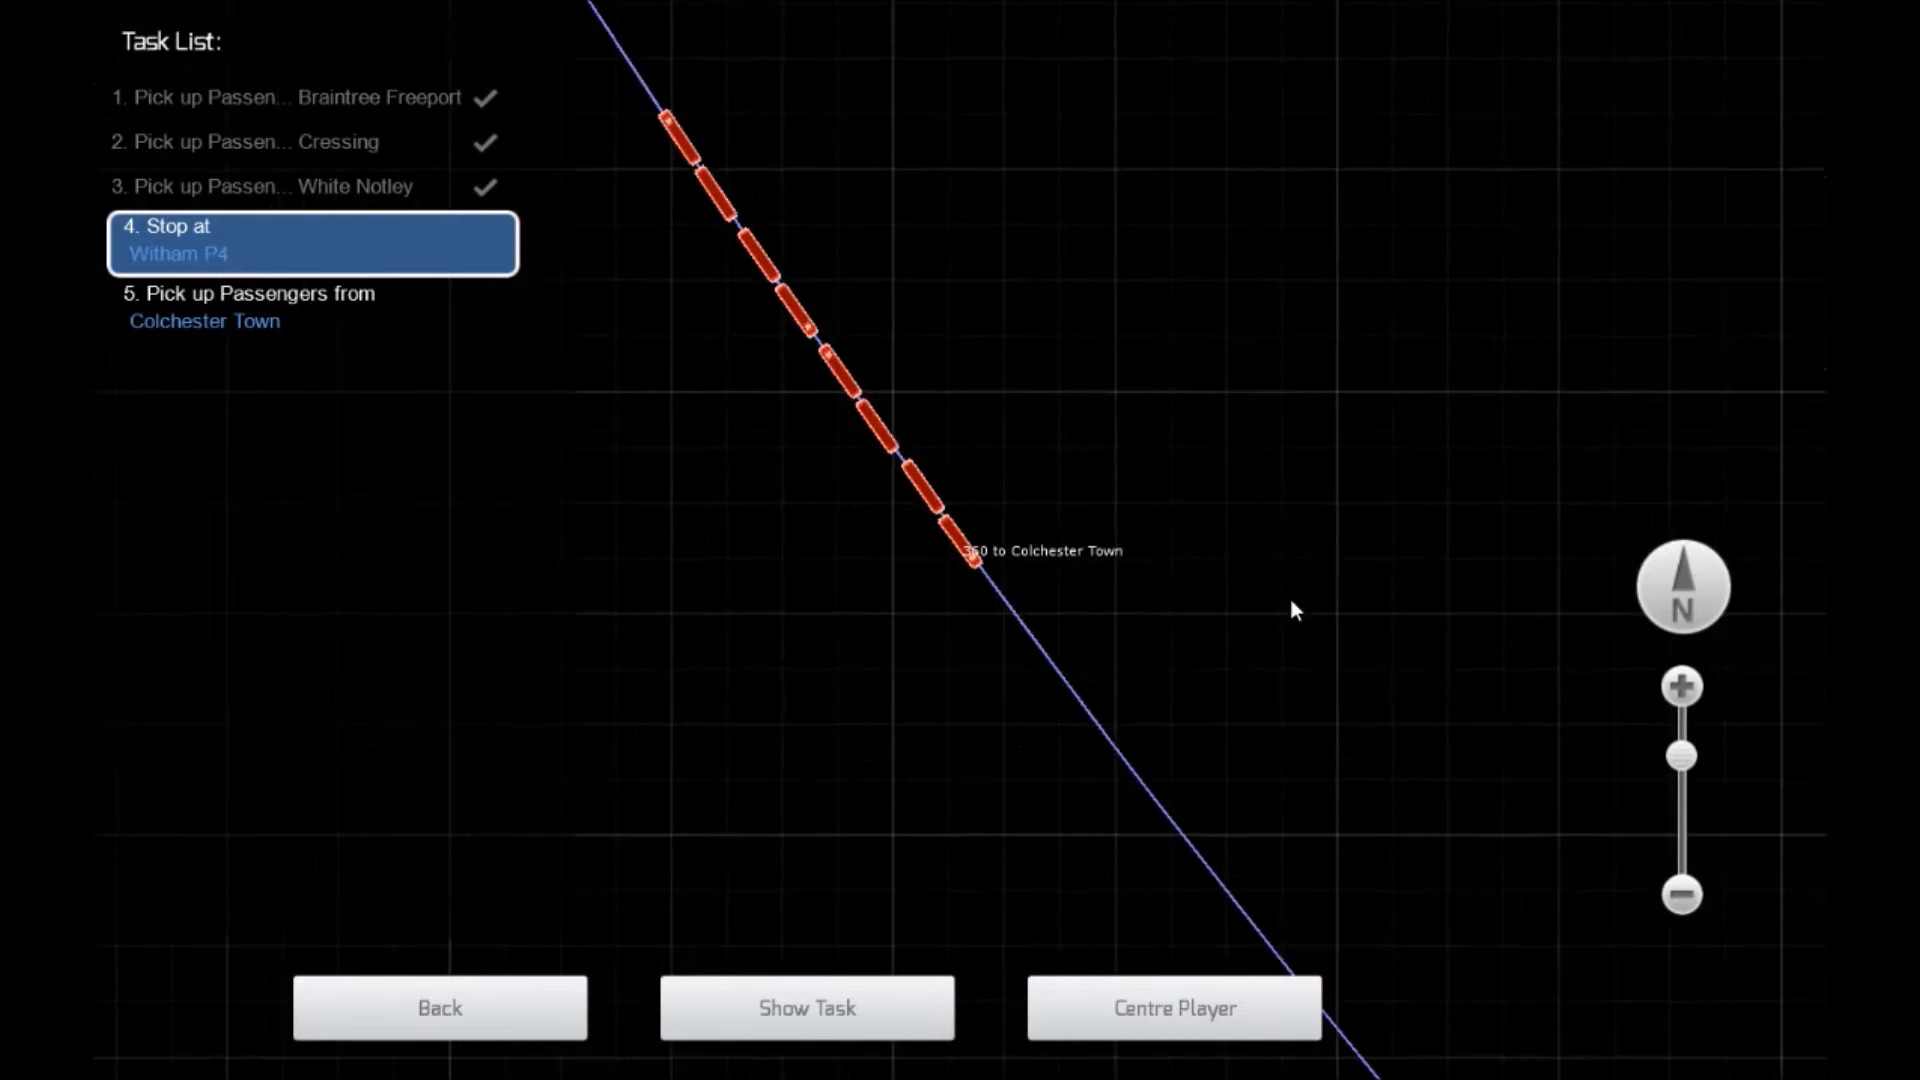 Task List:
1. Pick up Passen... Braintree Freeport
2. Pick up Passen... Cressing
3. Pick up Passen... White Notley
4. Stop at
Witham P4
5. Pick up Passengers from
Colchester Town
360 to Colchester Town
N
Back
Show Task
Centre Player